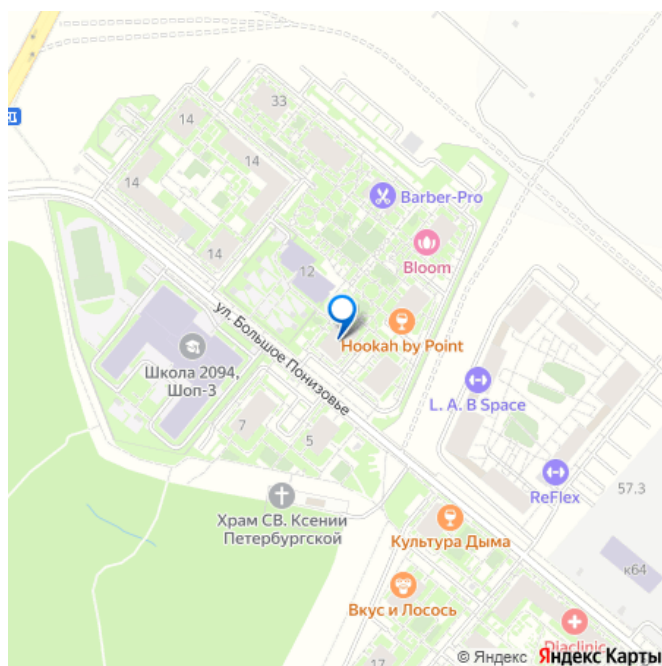 33
14
14
14
14
Barber-Pro
Bloom
12
ул. Большое Понизовье
Hookah by Point
Школа 2094,
Шоп-3
L. A. B Space
7
5
ReFlex
57.3
Храм СВ. Ксении
Петербургской
Культура Дыма
к64
Вкус и Лосось
Diaclinic
17
© Яндекс Яндекс Карты